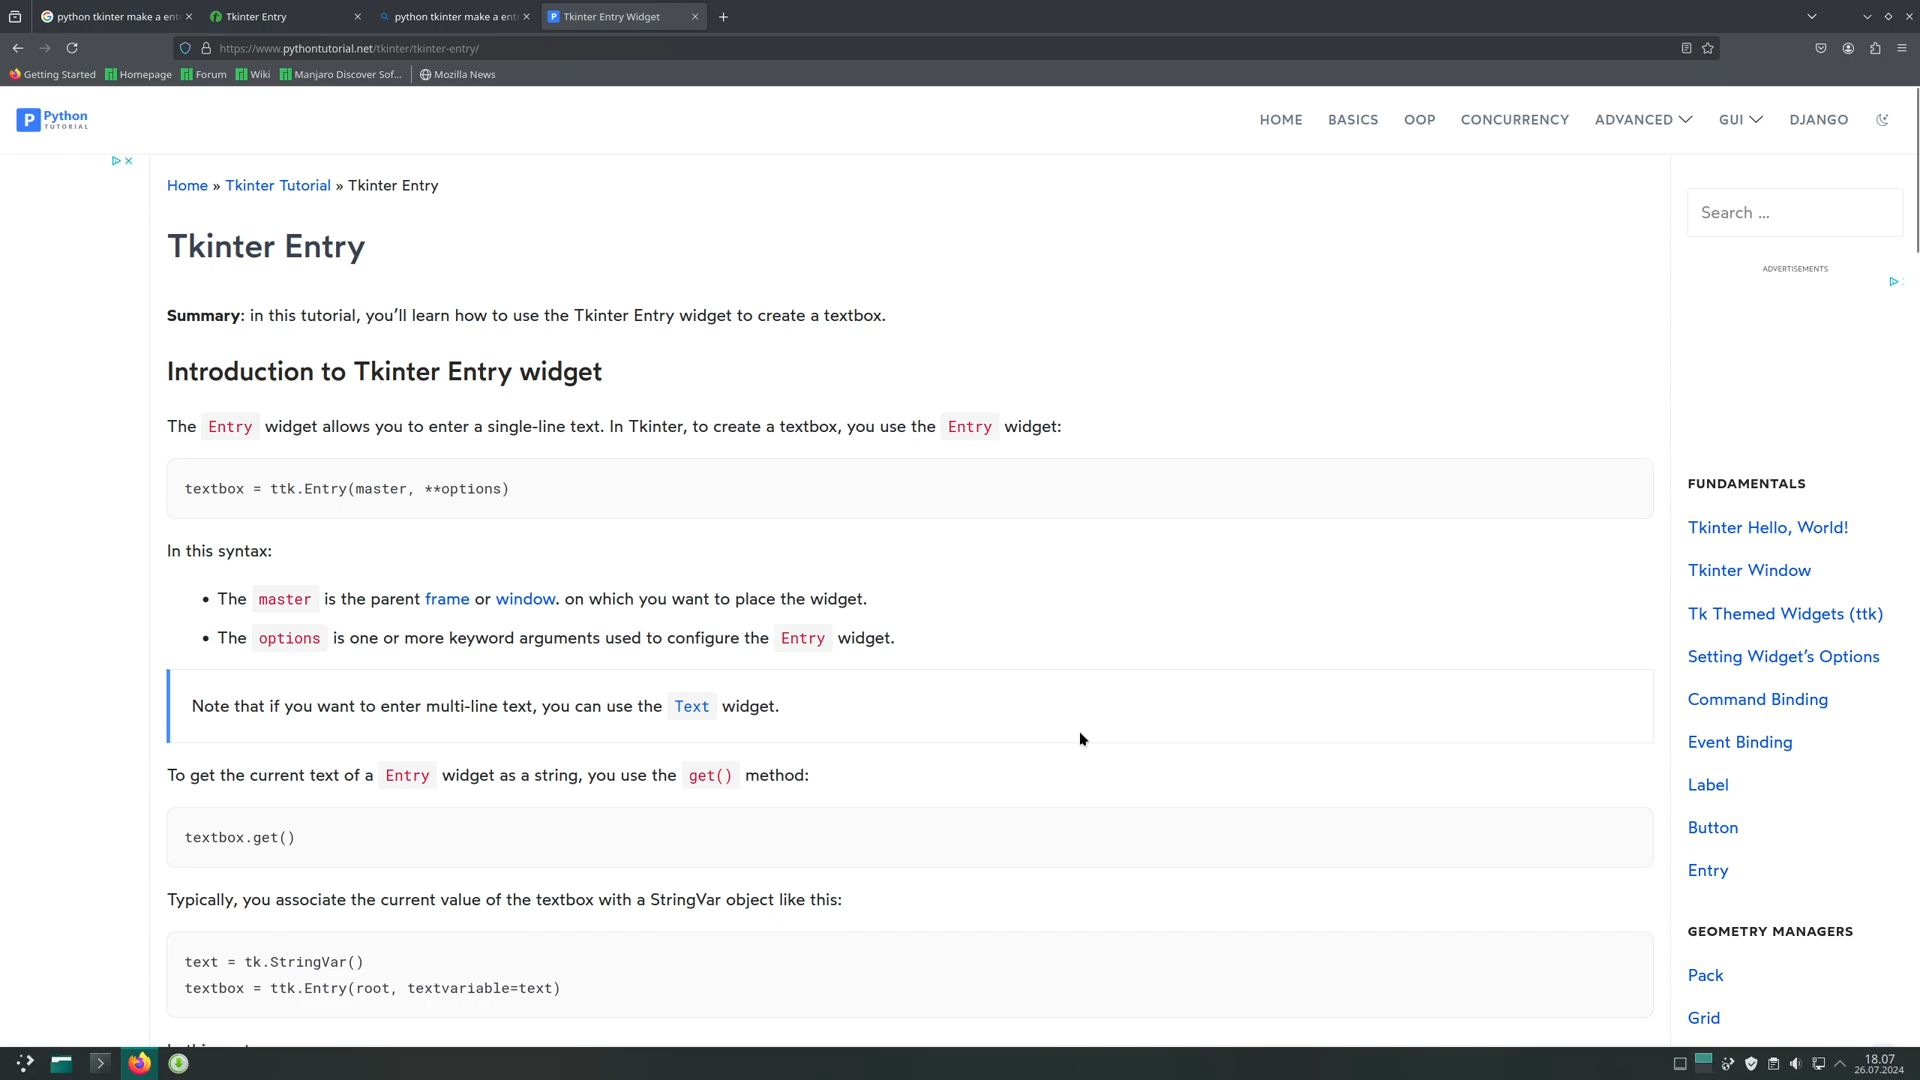 python tkinter make a ent
Tkinter Entry
python tkinter make a ent
Tkinter Entry Widget
https://www.pythontutorial.net/tkinter/tkinter-entry/
Getting Started
Homepage
Forum
Wiki
Manjaro Discover Sof...
Mozilla News
P Python
TUTORIAL
HOME
BASICS
OOP
CONCURRENCY
ADVANCED
GUI
DJANGO
Home » Tkinter Tutorial » Tkinter Entry
Tkinter Entry
Summary: in this tutorial, you’ll learn how to use the Tkinter Entry widget to create a textbox.
Introduction to Tkinter Entry widget
The Entry widget allows you to enter a single-line text. In Tkinter, to create a textbox, you use the Entry widget:
textbox = ttk.Entry(master, **options)
In this syntax:
• The master is the parent frame or window. on which you want to place the widget.
• The options is one or more keyword arguments used to configure the Entry widget.
Note that if you want to enter multi-line text, you can use the Text widget.
To get the current text of a Entry widget as a string, you use the get() method:
textbox.get()
Typically, you associate the current value of the textbox with a StringVar object like this:
text = tk.StringVar()
textbox = ttk.Entry(root, textvariable=text)
Search ...
ADVERTISEMENTS
FUNDAMENTALS
Tkinter Hello, World!
Tkinter Window
Tk Themed Widgets (ttk)
Setting Widget’s Options
Command Binding
Event Binding
Label
Button
Entry
GEOMETRY MANAGERS
Pack
Grid
18.07
26.07.2024